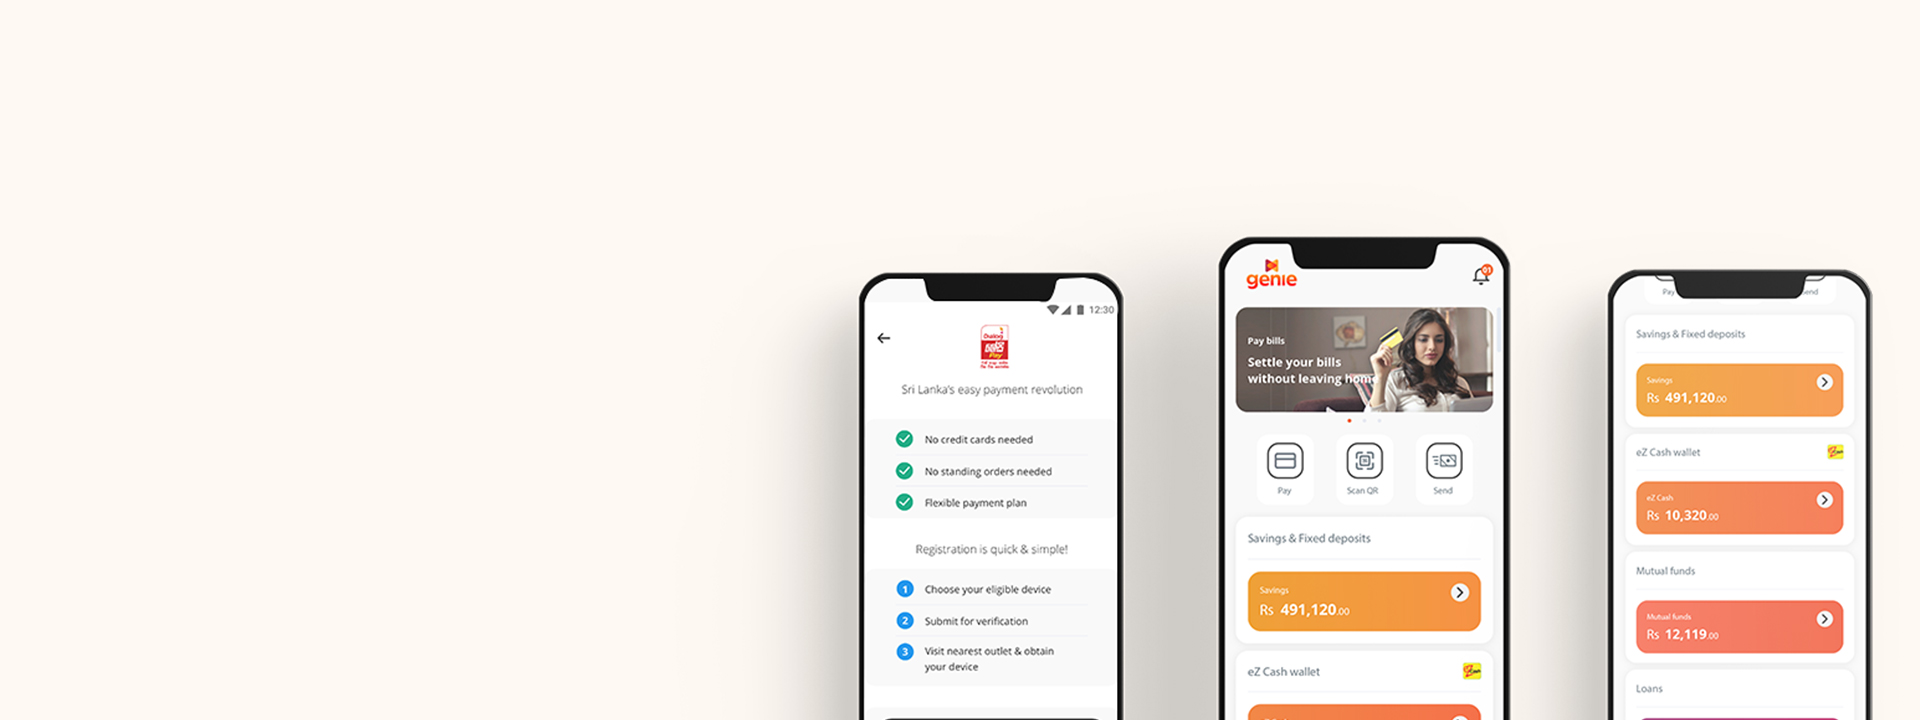 12:30
Dialog
Pay
Sri Lanka's easy payment revolution
No credit cards needed
No standing orders needed
Flexible payment plan
Registration is quick & simple!
1 Choose your eligible device
2 Submit for verification
3 Visit nearest outlet & obtain
your device
genie
01
Pay bills
Settle your bills
without leaving home
Pay
Scan QR
Send
Savings & Fixed deposits
Savings
Rs 491,120.00
eZ Cash wallet
Pay
Send
Savings & Fixed deposits
Savings
Rs 491,120.00
eZ Cash wallet
eZ Cash
Rs 10,320.00
Mutual funds
Mutual funds
Rs 12,119.00
Loans